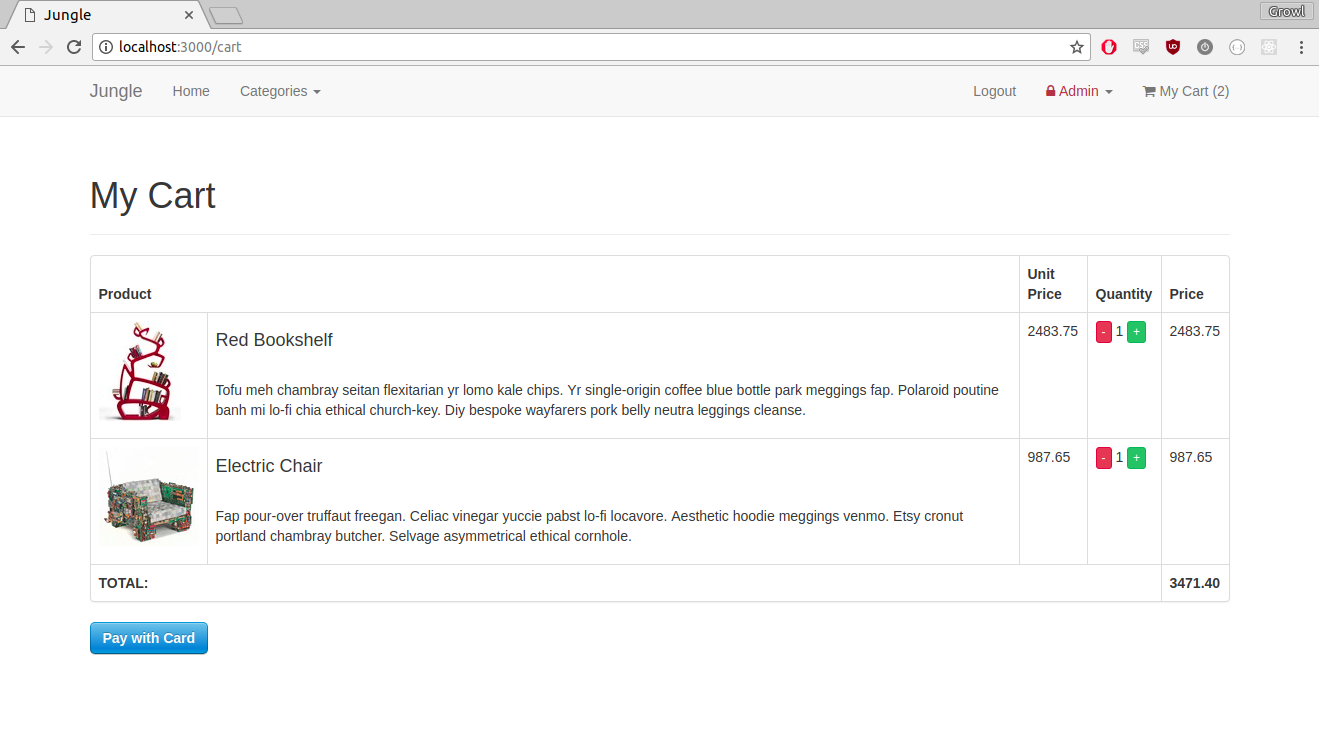 Jungle
Growl
localhost:3000/cart
Jungle Home Categories Logout Admin My Cart (2)
My Cart
Product Unit Price Quantity Price
Red Bookshelf 2483.75 - 1 + 2483.75
Tofu meh chambray seitan flexitarian yr lomo kale chips. Yr single-origin coffee blue bottle park meggings fap. Polaroid poutine
banh mi lo-fi chia ethical church-key. Diy bespoke wayfarers pork belly neutra leggings cleanse.
Electric Chair 987.65 - 1 + 987.65
Fap pour-over truffaut freegan. Celiac vinegar yuccie pabst lo-fi locavore. Aesthetic hoodie meggings venmo. Etsy cronut
portland chambray butcher. Selvage asymmetrical ethical cornhole.
TOTAL: 3471.40
Pay with Card